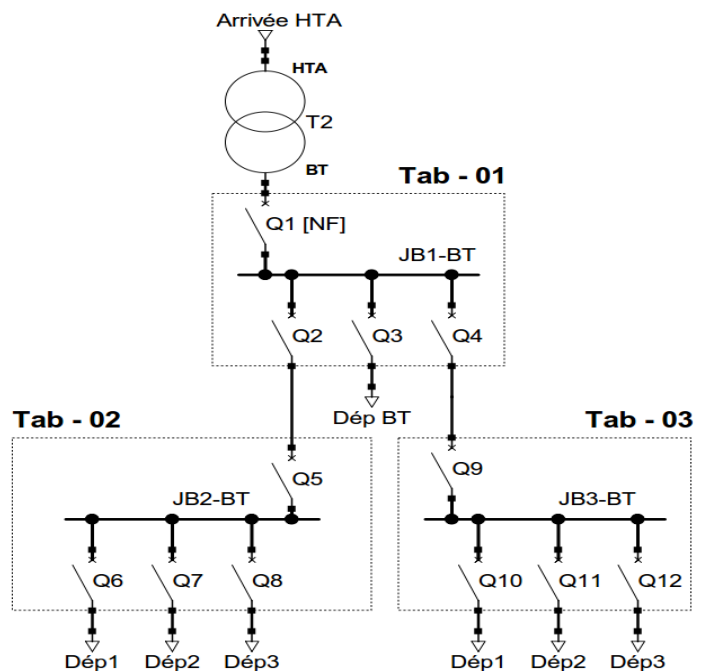 Arrivée HTA
HTA
T2
BT
Tab - 01
Q1 [NF]
JB1-BT
Q2 Q3 Q4
Dép BT
Tab - 02 Tab - 03
Q5 Q9
JB2-BT JB3-BT
Q6 Q7 Q8 Q10 Q11 Q12
Dép1 Dép2 Dép3 Dép1 Dép2 Dép3